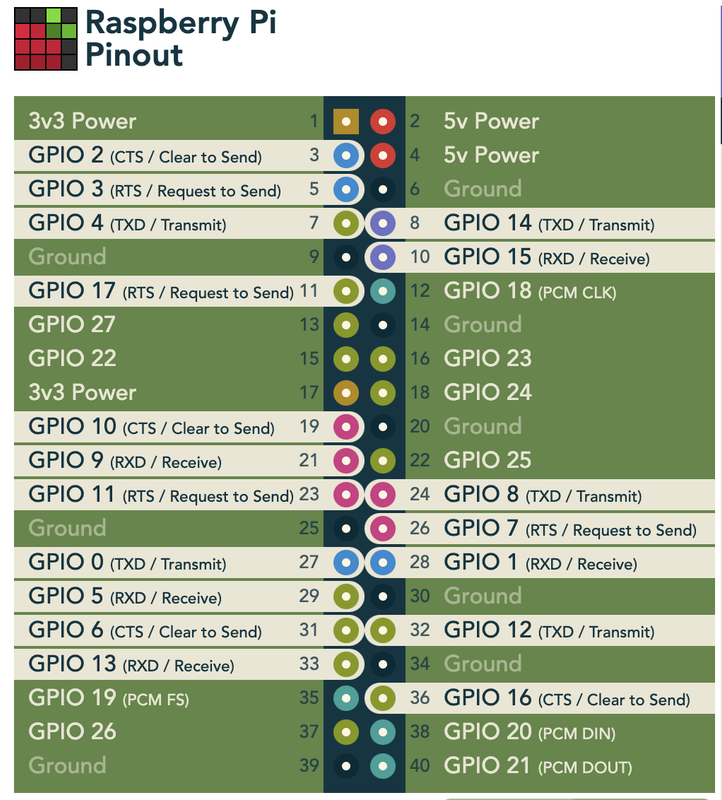 Raspberry Pi
Pinout
3v3 Power 1 2 5v Power
GPIO 2 (CTS / Clear to Send) 3 4 5v Power
GPIO 3 (RTS / Request to Send) 5 6 Ground
GPIO 4 (TXD / Transmit) 7 8 GPIO 14 (TXD / Transmit)
Ground 9 10 GPIO 15 (RXD / Receive)
GPIO 17 (RTS / Request to Send) 11 12 GPIO 18 (PCM CLK)
GPIO 27 13 14 Ground
GPIO 22 15 16 GPIO 23
3v3 Power 17 18 GPIO 24
GPIO 10 (CTS / Clear to Send) 19 20 Ground
GPIO 9 (RXD / Receive) 21 22 GPIO 25
GPIO 11 (RTS / Request to Send) 23 24 GPIO 8 (TXD / Transmit)
Ground 25 26 GPIO 7 (RTS / Request to Send)
GPIO 0 (TXD / Transmit) 27 28 GPIO 1 (RXD / Receive)
GPIO 5 (RXD / Receive) 29 30 Ground
GPIO 6 (CTS / Clear to Send) 31 32 GPIO 12 (TXD / Transmit)
GPIO 13 (RXD / Receive) 33 34 Ground
GPIO 19 (PCM FS) 35 36 GPIO 16 (CTS / Clear to Send)
GPIO 26 37 38 GPIO 20 (PCM DIN)
Ground 39 40 GPIO 21 (PCM DOUT)